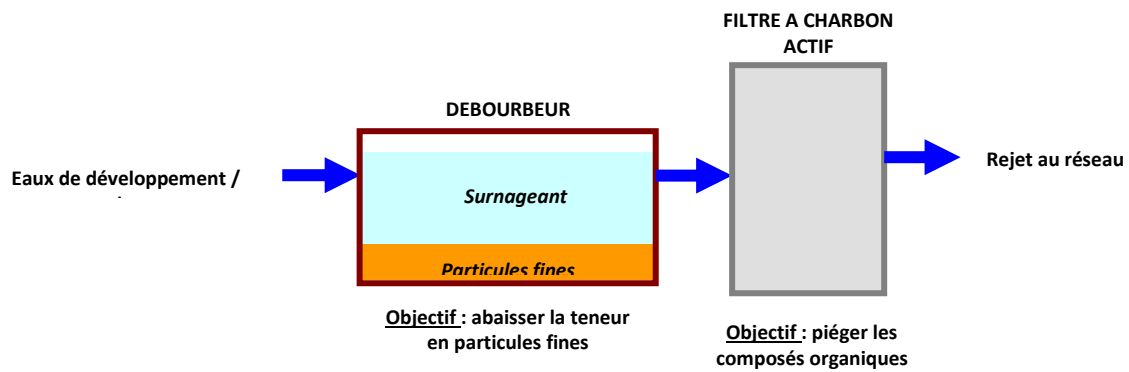 FILTRE A CHARBON
ACTIF
DEBOURBEUR
Eaux de développement /
Surnageant
Particules fines
Rejet au réseau
Objectif : abaisser la teneur
en particules fines
Objectif : piéger les
composés organiques